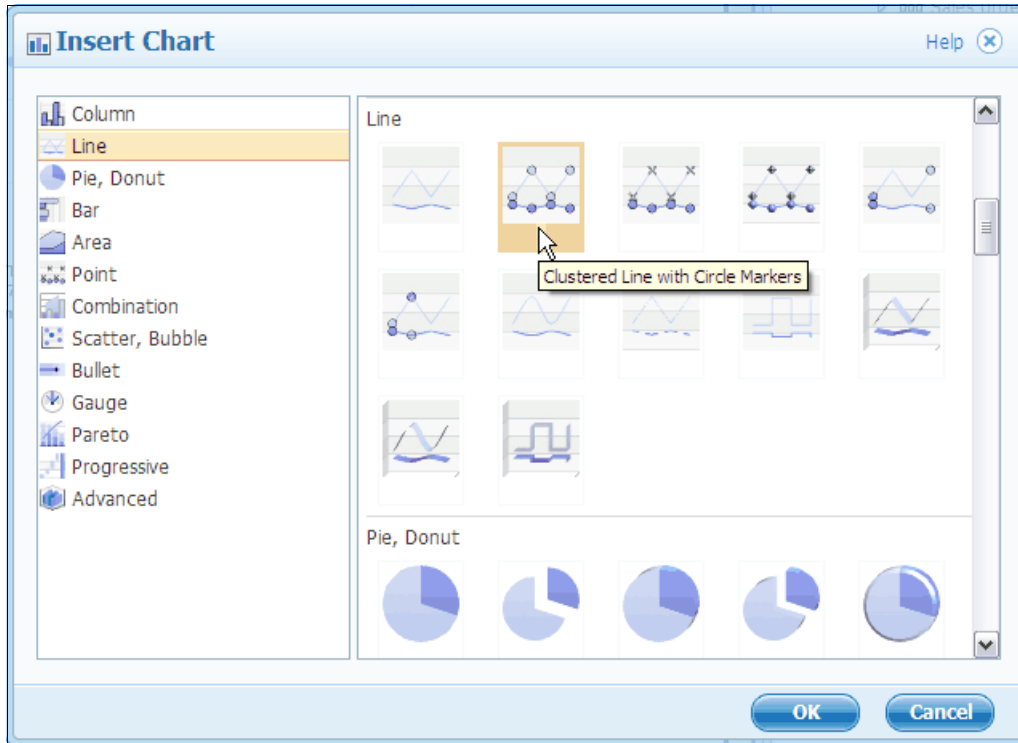 Insert Chart
Help
Column
Line
Pie, Donut
Bar
Area
Point
Combination
Scatter, Bubble
Bullet
Gauge
Pareto
Progressive
Advanced
Line
Clustered Line with Circle Markers
Pie, Donut
OK
Cancel